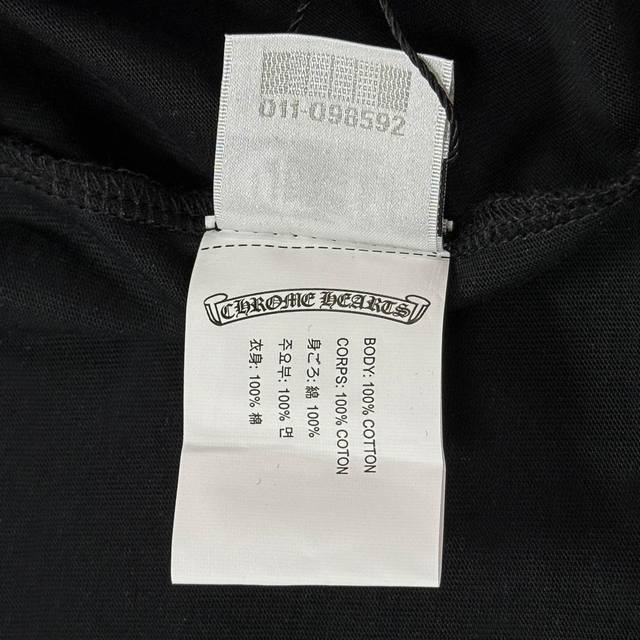 011-098592
CHROME HEARTS
BODY: 100% COTTON
CORPS: 100% COTON
身ごろ: 綿 100%
주요부: 100% 면
衣身: 100% 棉